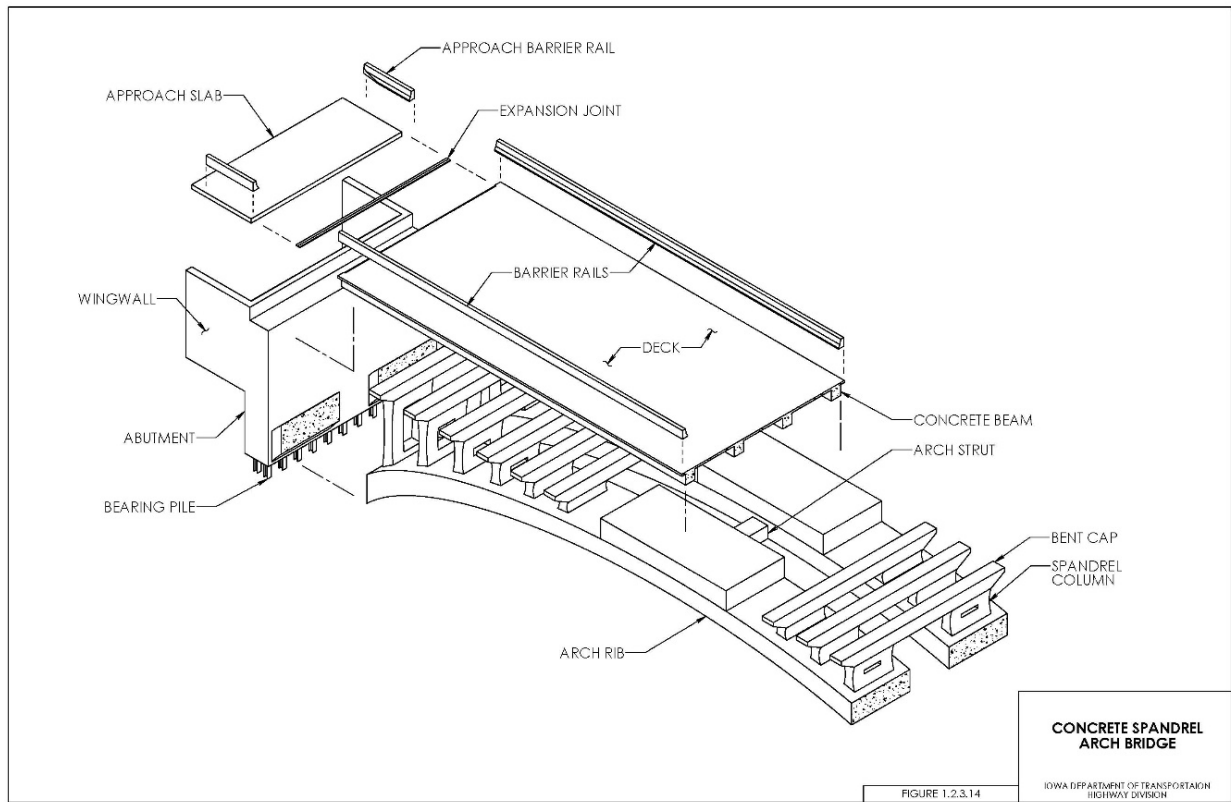 APPROACH BARRIER RAIL
APPROACH SLAB
EXPANSION JOINT
BARRIER RAILS
WINGWALL
DECK
CONCRETE BEAM
ABUTMENT
ARCH STRUT
BEARING PILE
BENT CAP
SPANDREL
COLUMN
ARCH RIB
CONCRETE SPANDREL
ARCH BRIDGE
FIGURE 1.2.3.14
IOWA DEPARTMENT OF TRANSPORTAION
HIGHWAY DIVISION